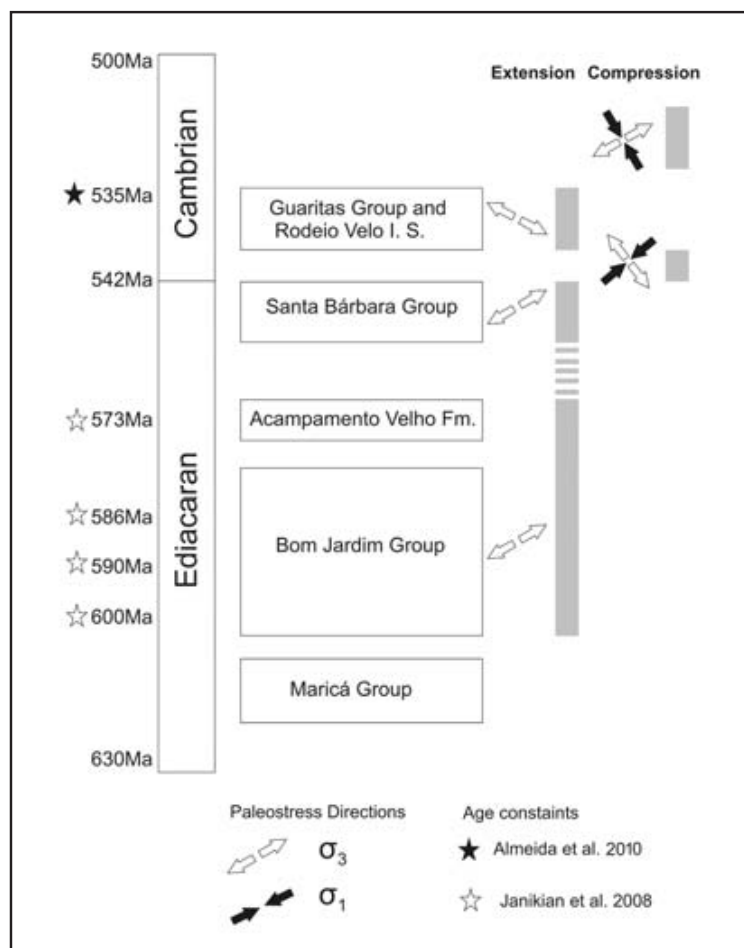 500Ma
Extension Compression
Cambrian
535Ma
Guaritas Group and
Rodeio Velo I. S.
542Ma
Santa Bárbara Group
Ediacaran
573Ma
Acampamento Velho Fm.
586Ma
Bom Jardim Group
590Ma
600Ma
Maricá Group
630Ma
Paleostress Directions
σ3
σ1
Age constaints
Almeida et al. 2010
Janikian et al. 2008